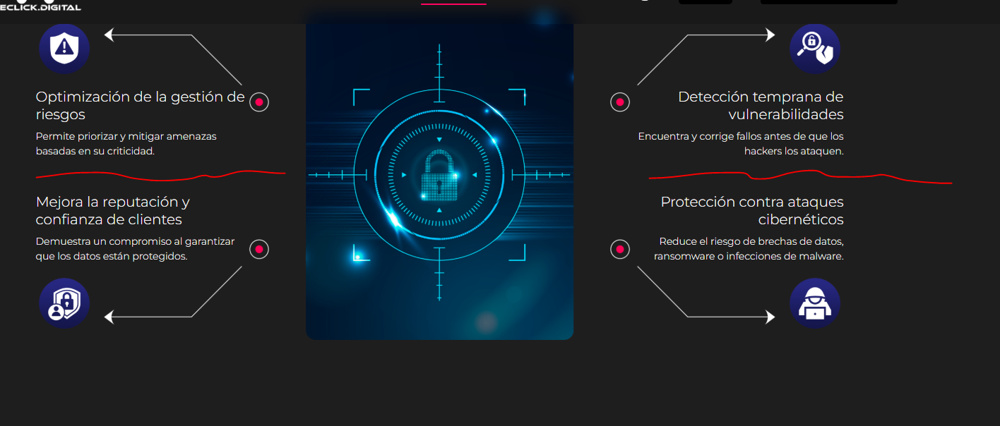 ECLICK.DIGITAL
Optimización de la gestión de
riesgos
Permite priorizar y mitigar amenazas
basadas en su criticidad.
Mejora la reputación y
confianza de clientes
Demuestra un compromiso al garantizar
que los datos están protegidos.
Detección temprana de
vulnerabilidades
Encuentra y corrige fallos antes de que los
hackers los ataquen.
Protección contra ataques
cibernéticos
Reduce el riesgo de brechas de datos,
ransomware o infecciones de malware.